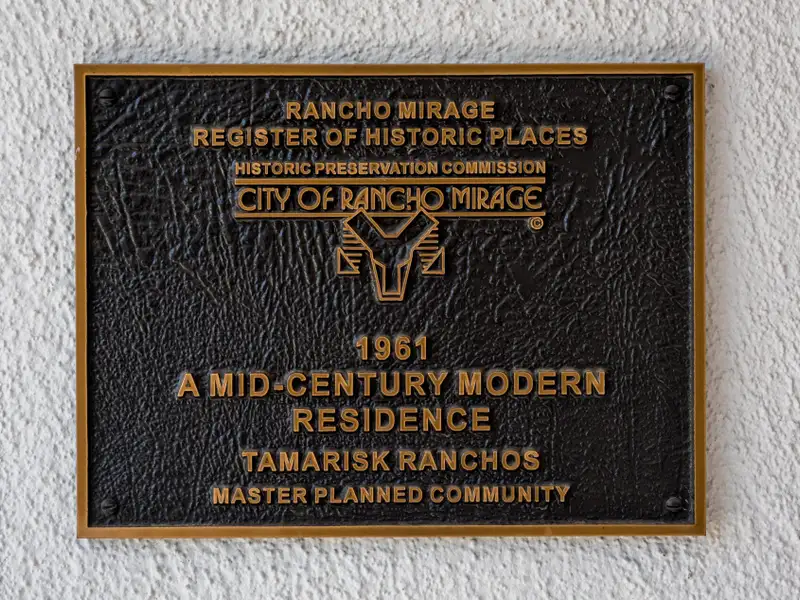 RANCHO MIRAGE
REGISTER OF HISTORIC PLACES
HISTORIC PRESERVATION COMMISSION
CITY OF RANCHO MIRAGE
©
1961
A MID-CENTURY MODERN
RESIDENCE
TAMARISK RANCHOS
MASTER PLANNED COMMUNITY